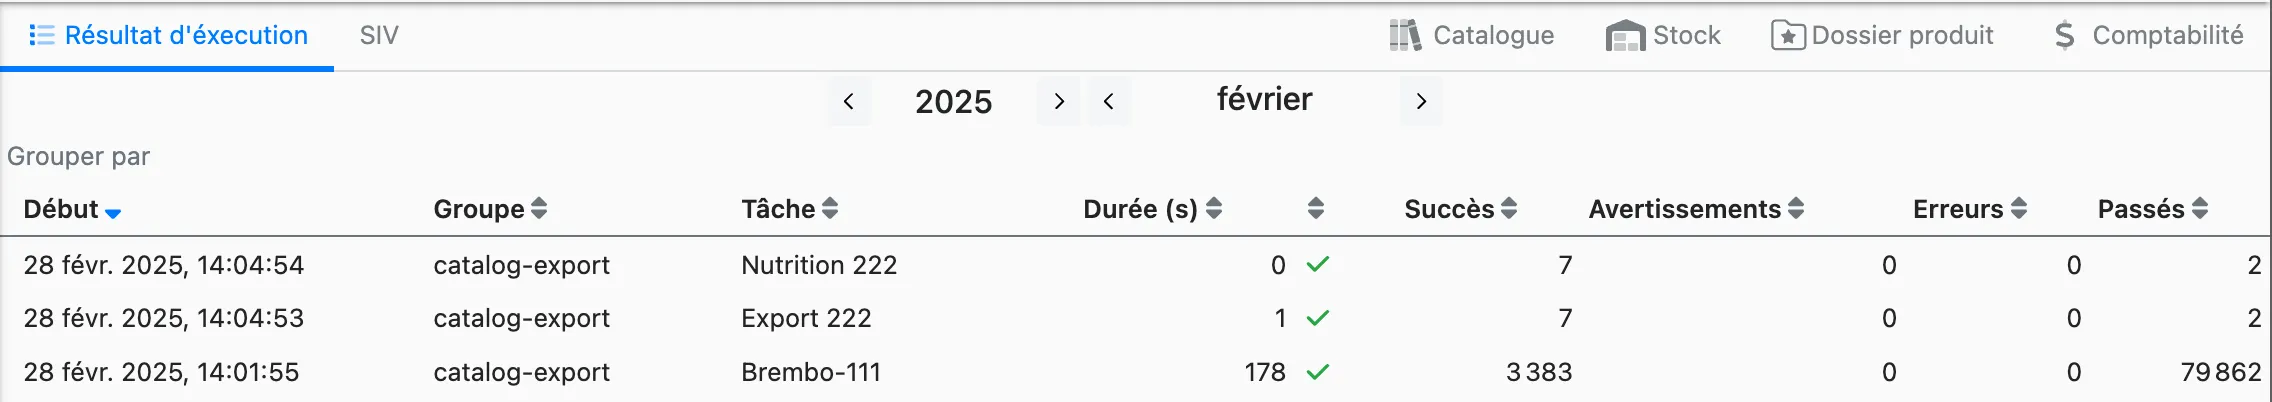 Résultat d'éxecution SIV Catalogue Stock Dossier produit Comptabilité
2025 février
Grouper par
Début Groupe Tâche Durée (s) Succès Avertissements Erreurs Passés
28 févr. 2025, 14:04:54 catalog-export Nutrition 222 0 7 0 0 2
28 févr. 2025, 14:04:53 catalog-export Export 222 1 7 0 0 2
28 févr. 2025, 14:01:55 catalog-export Brembo-111 178 3 383 0 0 79 862